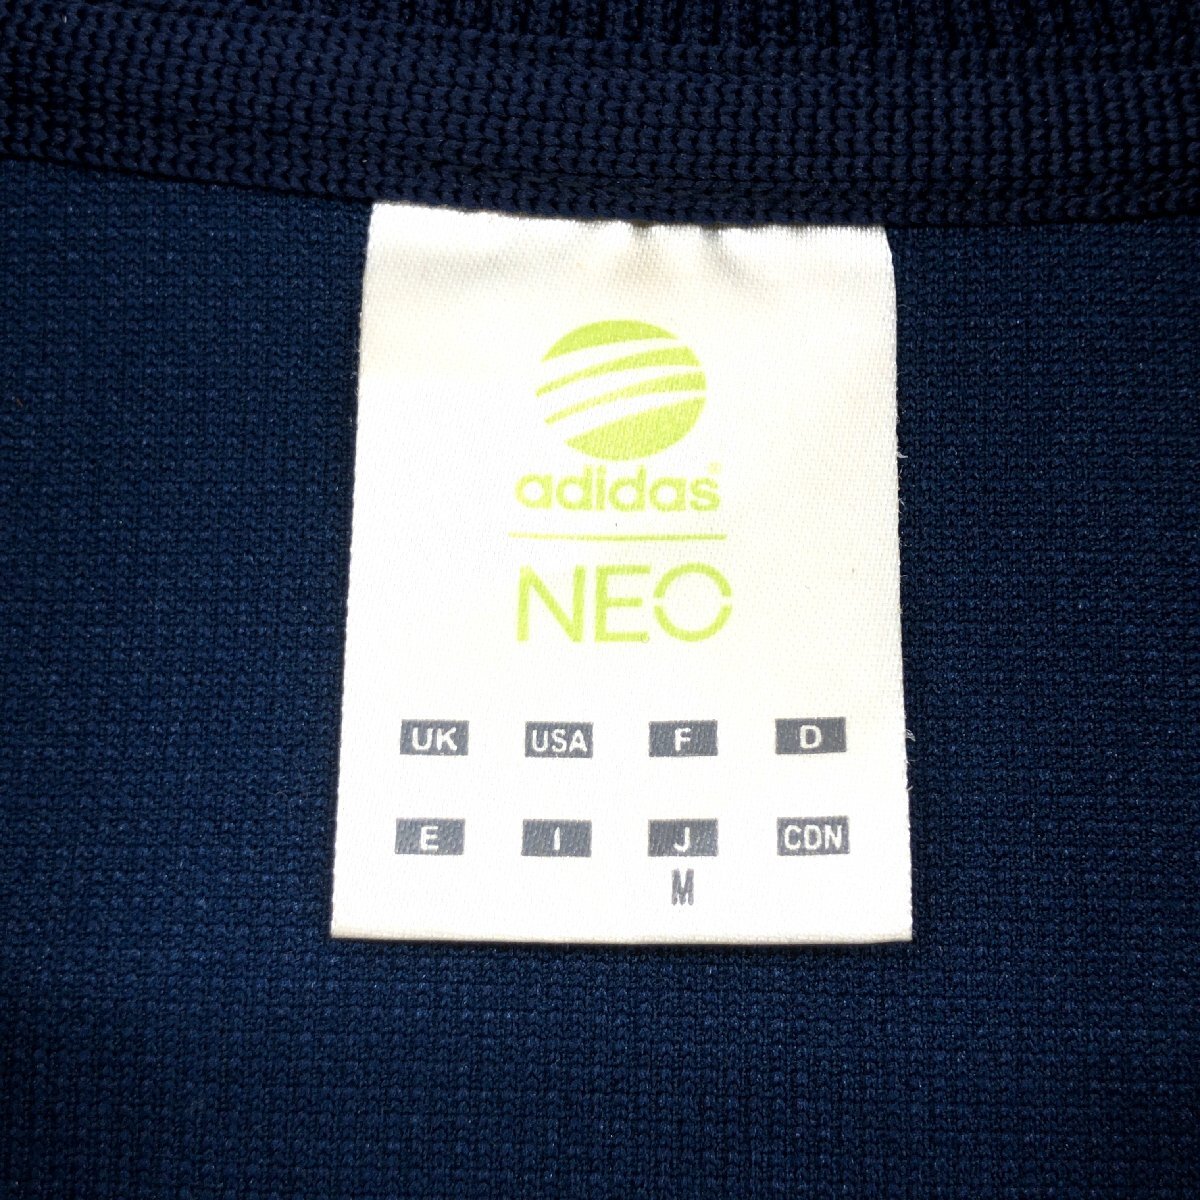 adidas®
NEO
UK USA F D
E I J CDN
M